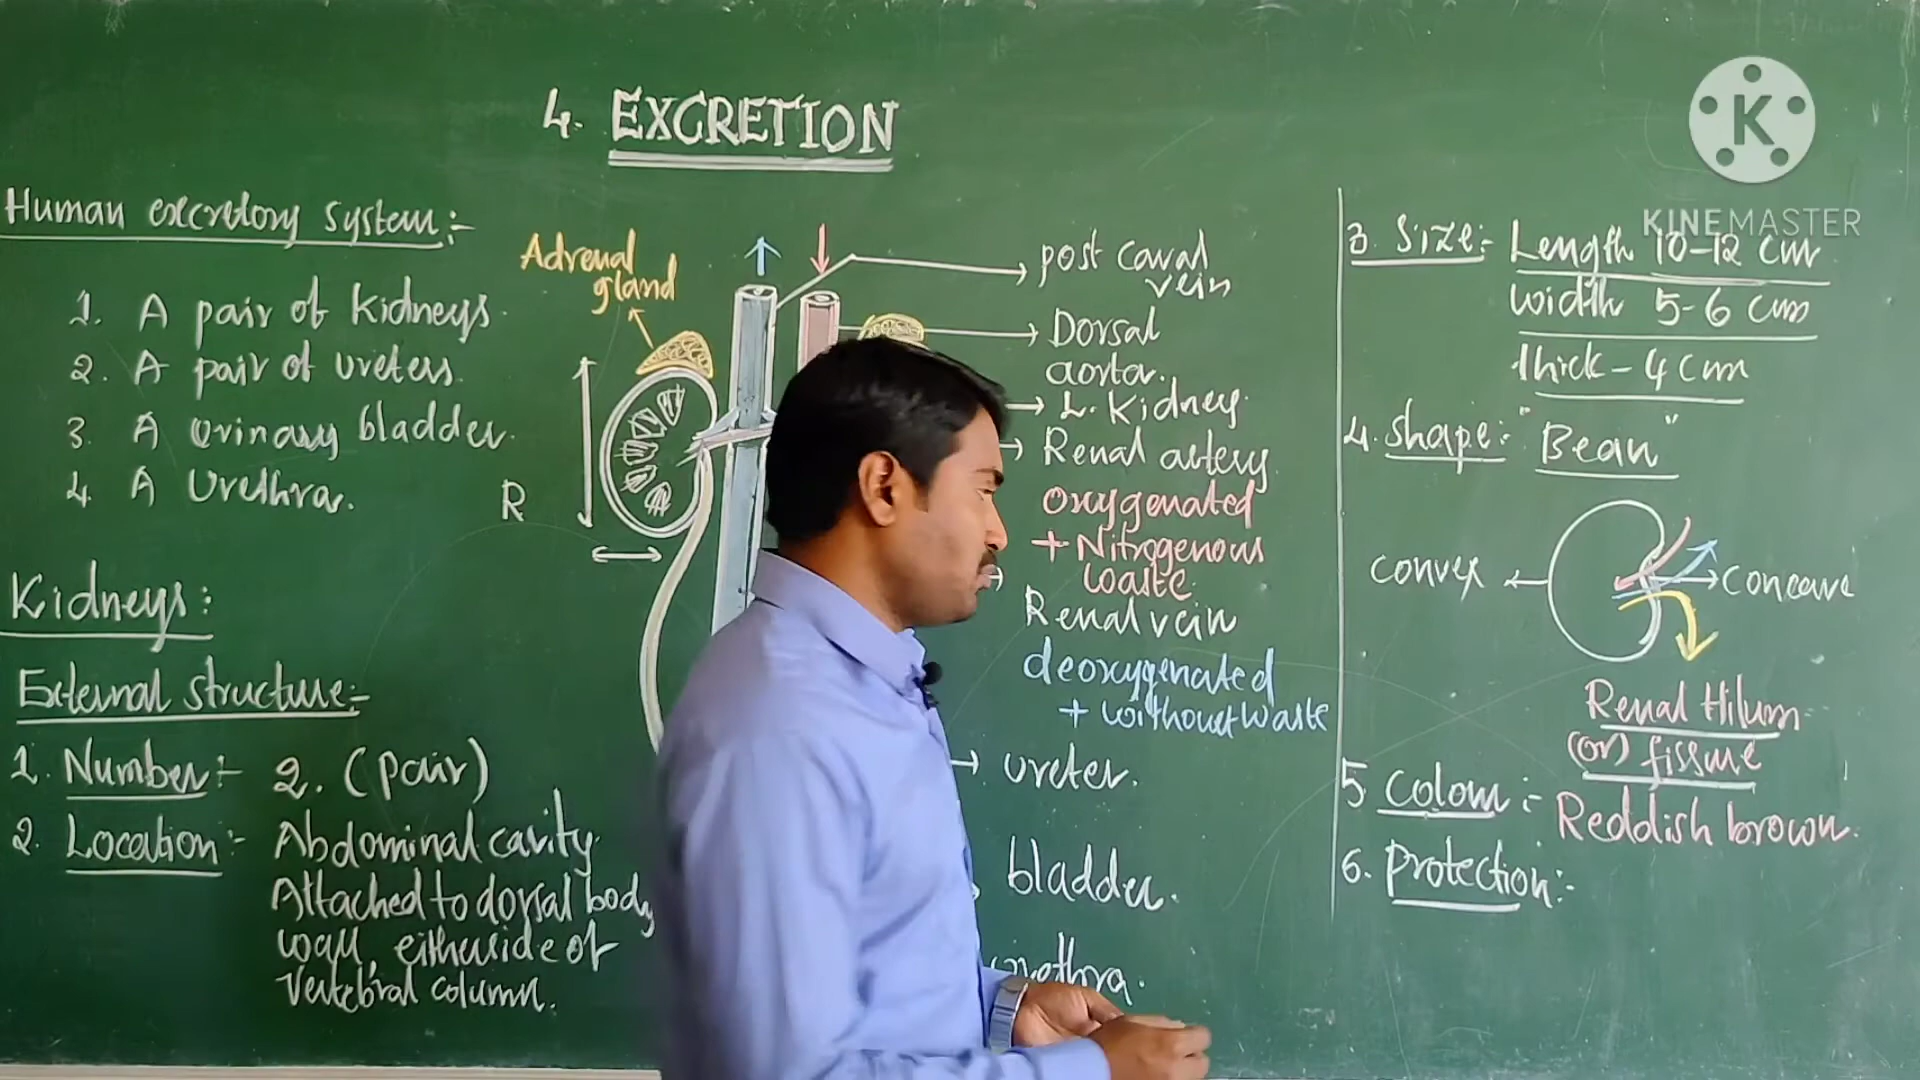 4. EXCRETION
Human excretory system:-
1. A pair of kidneys.
2. A pair of ureters.
3. A urinary bladder.
4. A Urethra.
Kidneys:
External structure:-
1. Number:- 2. (pair)
2. Location:- Abdominal cavity.
Attached to dorsal body
wall, eitherside of
vertebral column.
Adrenal
gland
R
post caval
vein
Dorsal
aorta.
L. Kidney.
Renal artery.
oxygenated
+ Nitrogenous
waste.
Renal vein
deoxygenated
+ without waste
ureter.
bladder.
urethra.
K
KINEMASTER
3. Size:- Length 10-12 cm
width 5-6 cm
thick - 4 cm
4. Shape:- "Bean"
convex
concave
Renal Hilum
(or) fissure
5 Colour:- Reddish brown.
6. Protection:-